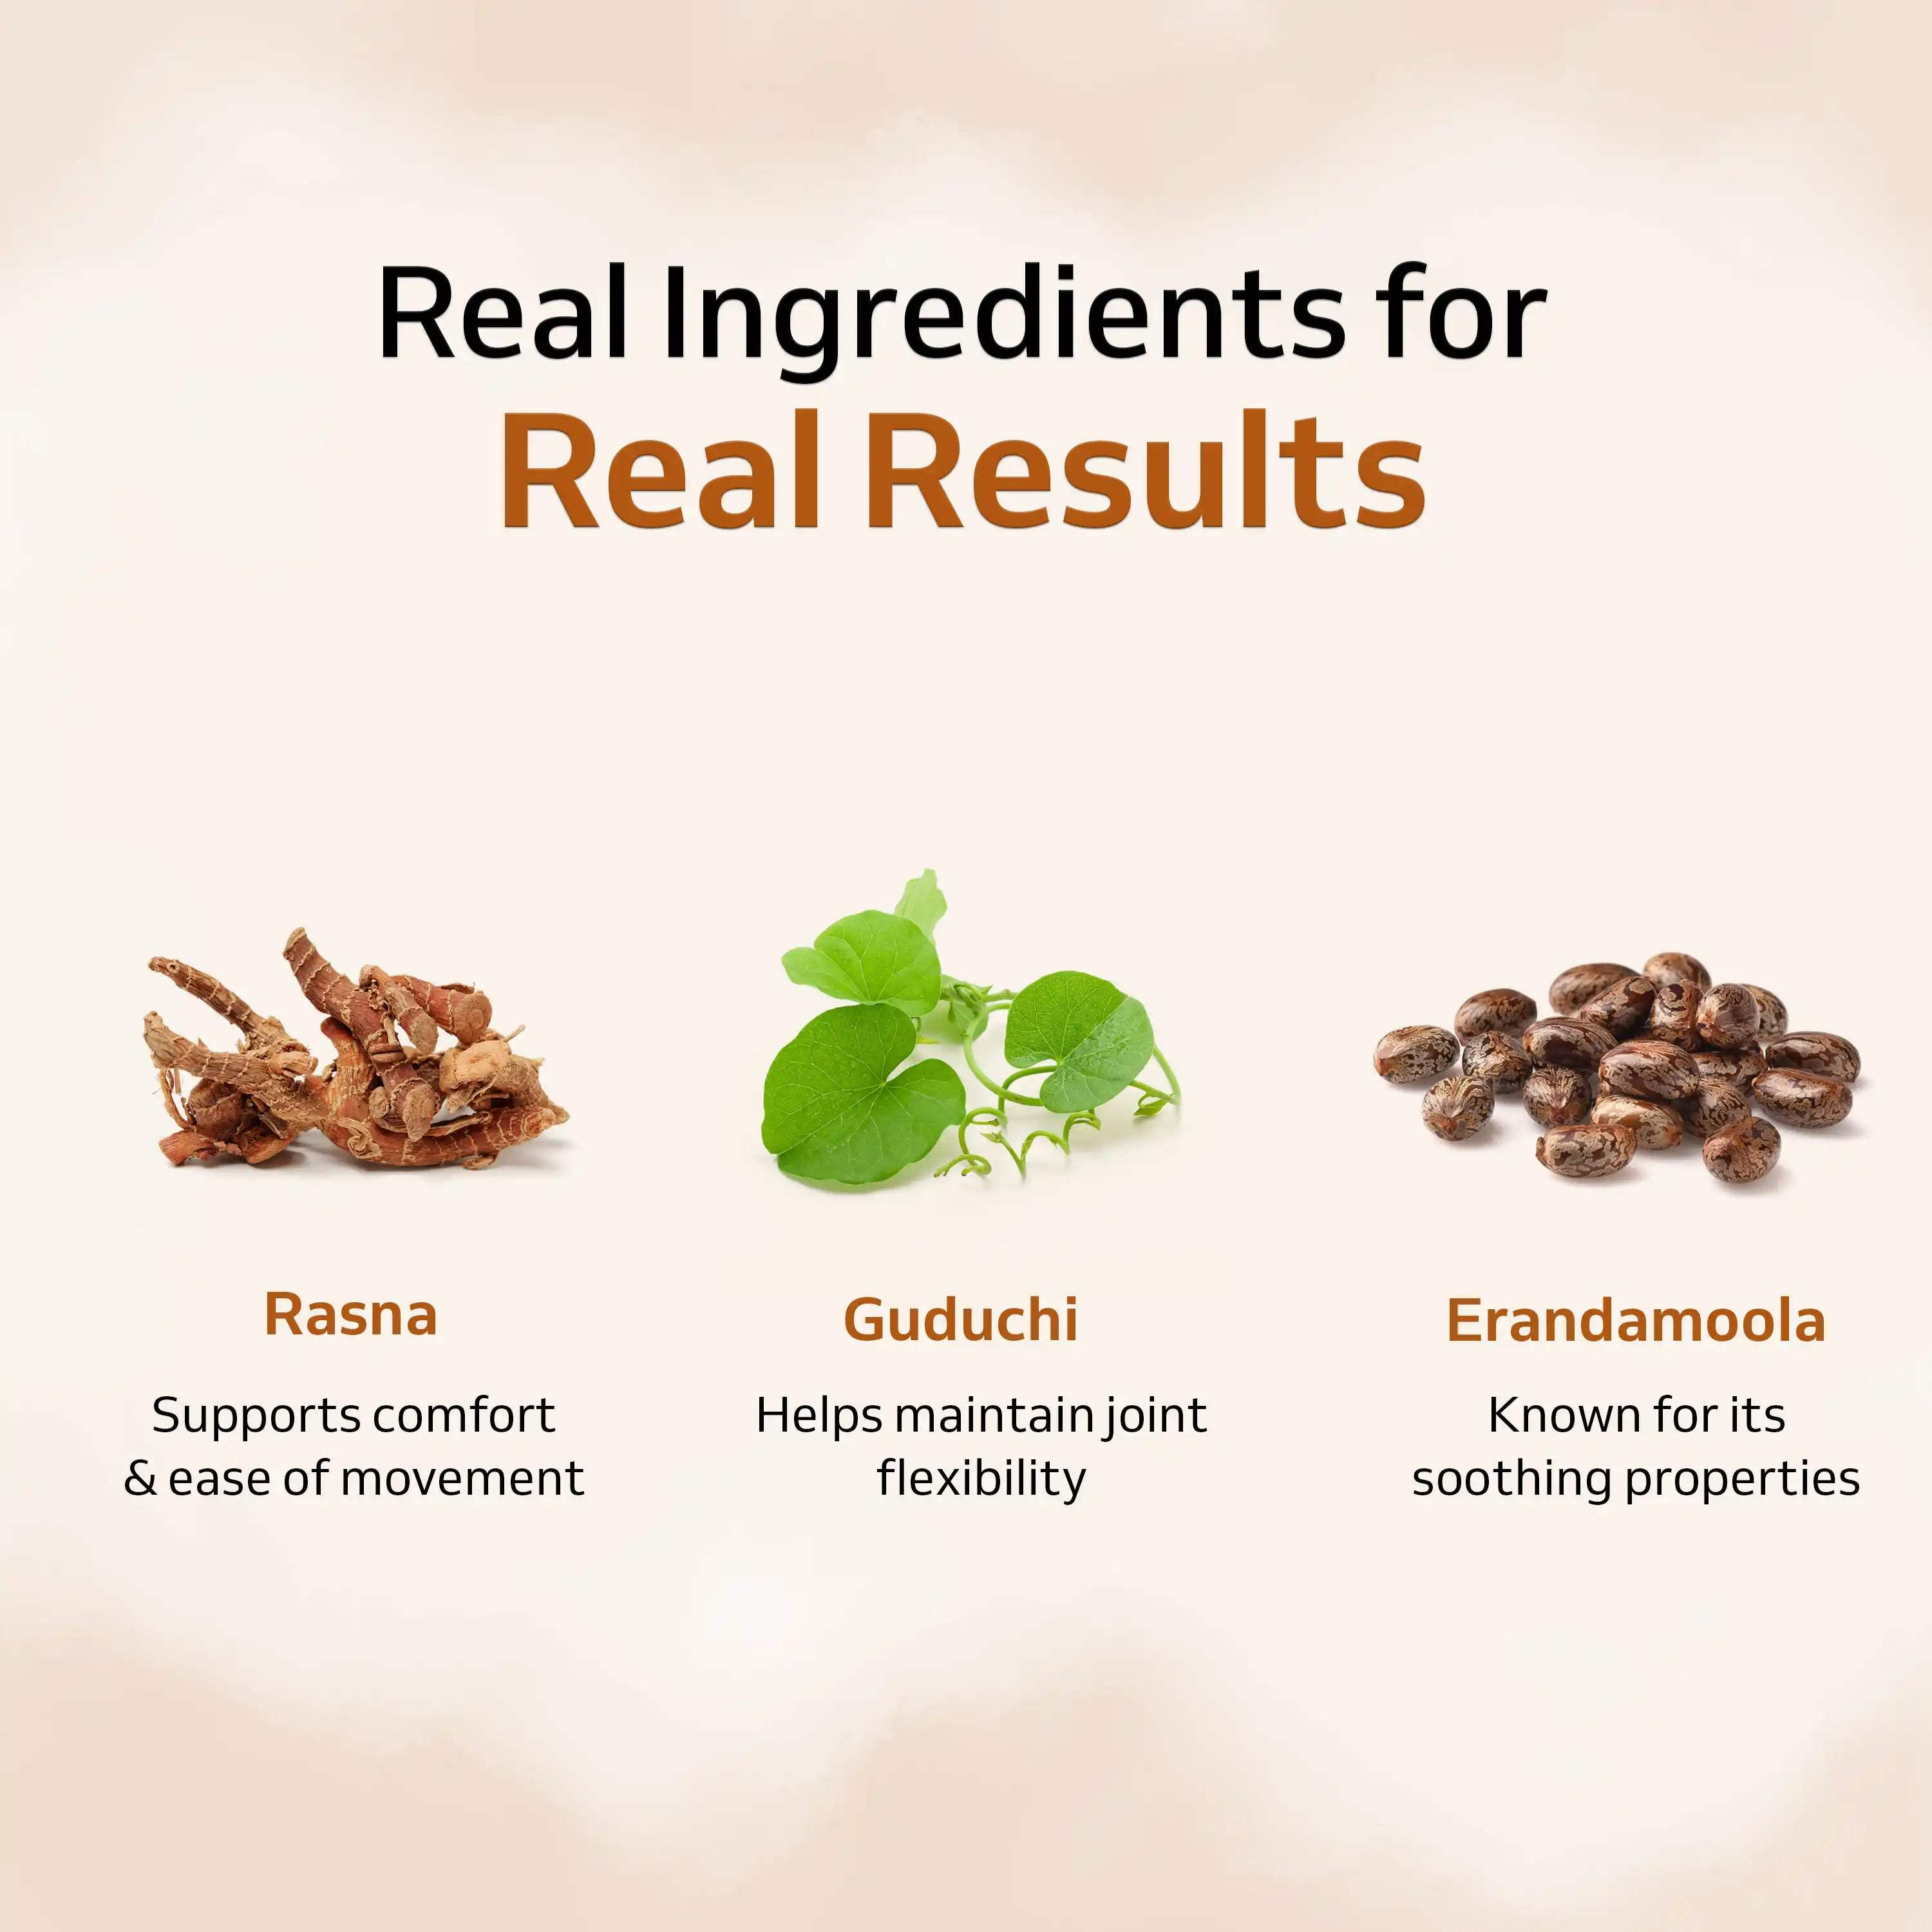 Real Ingredients for
Real Results
Rasna
Supports comfort
& ease of movement
Guduchi
Helps maintain joint
flexibility
Erandamoola
Known for its
soothing properties